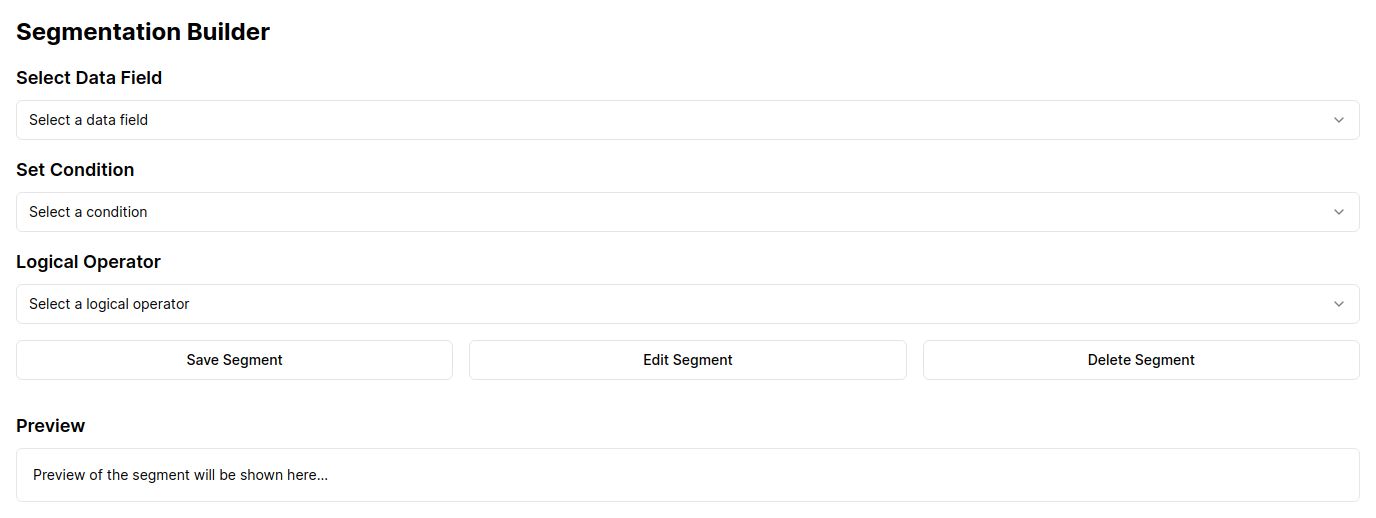 Segmentation Builder
Select Data Field
Select a data field
Set Condition
Select a condition
Logical Operator
Select a logical operator
Save Segment
Edit Segment
Delete Segment
Preview
Preview of the segment will be shown here...